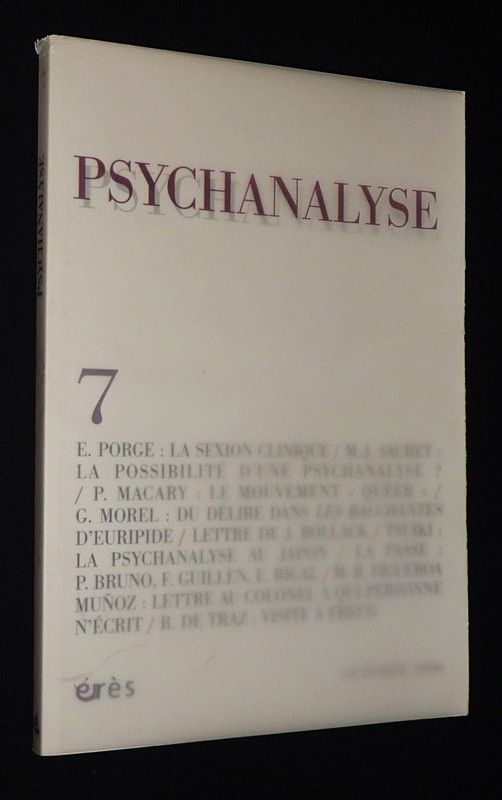 PSYCHANALYSE
PSYCHANALYSE
7
E. PORGE : LA SEXION CLINIQUE / M.J. SAURET :
LA POSSIBILITÉ D'UNE PSYCHANALYSE ?
/ P. MACARY : LE MOUVEMENT - QUEER - /
G. MOREL : DU DÉLIRE DANS LES BACCHANTES
D'EURIPIDE / LETTRE DE J. BOLLACK / TSUIKI :
LA PSYCHANALYSE AU JAPON / LA PASSE :
P. BRUNO, F. GUILLEN, E. RIGAL / M. B. FIGUEROA
MUÑOZ : LETTRE AU COLONEL À QUI PERSONNE
N'ÉCRIT / R. DE TRAZ : VISITE À FREUD
érès